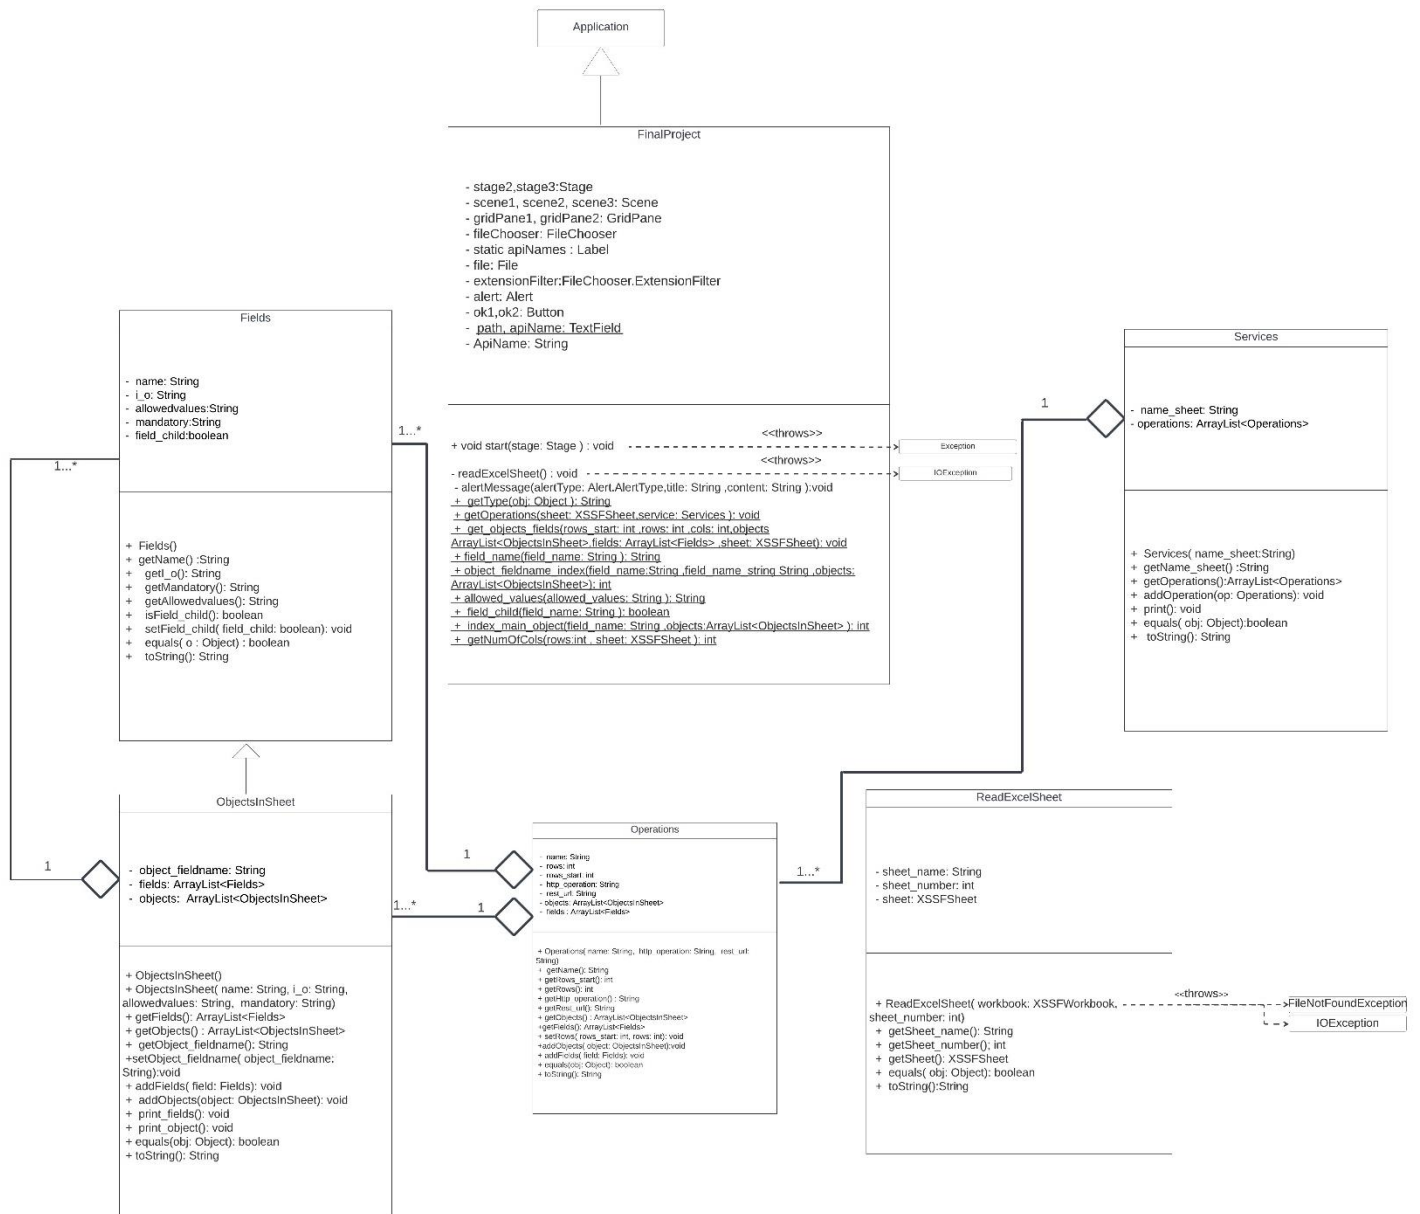 Application
FinalProject
- stage2,stage3:Stage
- scene1, scene2, scene3: Scene
- gridPane1, gridPane2: GridPane
- fileChooser: FileChooser
- static apiNames : Label
- file: File
- extensionFilter:FileChooser.ExtensionFilter
- alert: Alert
- ok1,ok2: Button
- path, apiName: TextField
- ApiName: String
<<throws>>
+ void start(stage: Stage ) : void
Exception
<<throws>>
- readExcelSheet() : void
IOException
- alertMessage(alertType: Alert.AlertType,title: String ,content: String ):void
+ getType(obj: Object ): String
+ getOperations(sheet: XSSFSheet,service: Services ): void
+ get_objects_fields(rows_start: int ,rows: int ,cols: int,objects
ArrayList<ObjectsInSheet>,fields: ArrayList<Fields> ,sheet: XSSFSheet): void
+ field_name(field_name: String ): String
+ object_fieldname_index(field_name:String ,field_name_string String ,objects:
ArrayList<ObjectsInSheet>): int
+ allowed_values(allowed_values: String ): String
+ field_child(field_name: String ): boolean
+ index_main_object(field_name: String ,objects:ArrayList<ObjectsInSheet> ): int
+ getNumOfCols(rows:int , sheet: XSSFSheet ): int
Fields
- name: String
- i_o: String
- allowedvalues:String
- mandatory:String
- field_child:boolean
1...*
1...*
+ Fields()
+ getName() :String
+ getI_o(): String
+ getMandatory(): String
+ getAllowedvalues(): String
+ isField_child(): boolean
+ setField_child( field_child: boolean): void
+ equals( o : Object) : boolean
+ toString(): String
Services
1
- name_sheet: String
- operations: ArrayList<Operations>
+ Services( name_sheet:String)
+ getName_sheet() :String
+ getOperations():ArrayList<Operations>
+ addOperation(op: Operations): void
+ print(): void
+ equals( obj: Object):boolean
+ toString(): String
ObjectsInSheet
1
- object_fieldname: String
- fields: ArrayList<Fields>
- objects: ArrayList<ObjectsInSheet>
1...*
+ ObjectsInSheet()
+ ObjectsInSheet( name: String, i_o: String,
allowedvalues: String, mandatory: String)
+ getFields(): ArrayList<Fields>
+ getObjects() : ArrayList<ObjectsInSheet>
+ getObject_fieldname(): String
+setObject_fieldname( object_fieldname:
String):void
+ addFields( field: Fields): void
+ addObjects(object: ObjectsInSheet): void
+ print_fields(): void
+ print_object(): void
+ equals(obj: Object): boolean
+ toString(): String
Operations
1
1
1...*
- name: String
- rows: int
- rows_start: int
- http_operation: String
- rest_url: String
- objects: ArrayList<ObjectsInSheet>
- fields : ArrayList<Fields>
+ Operations( name: String, http_operation: String, rest_url:
String)
+ getName(): String
+ getRows_start(): int
+ getRows(): int
+ getHttp_operation() : String
+ getRest_url(): String
+ getObjects() : ArrayList<ObjectsInSheet>
+getFields(): ArrayList<Fields>
+ setRows( rows_start: int, rows: int): void
+addObjects( object: ObjectsInSheet):void
+ addFields( field: Fields): void
+ equals(obj: Object): boolean
+ toString(): String
ReadExcelSheet
- sheet_name: String
- sheet_number: int
- sheet: XSSFSheet
<<throws>>
+ ReadExcelSheet( workbook: XSSFWorkbook,
sheet_number: int)
FileNotFoundException
IOException
+ getSheet_name(): String
+ getSheet_number(); int
+ getSheet(): XSSFSheet
+ equals( obj: Object): boolean
+ toString():String